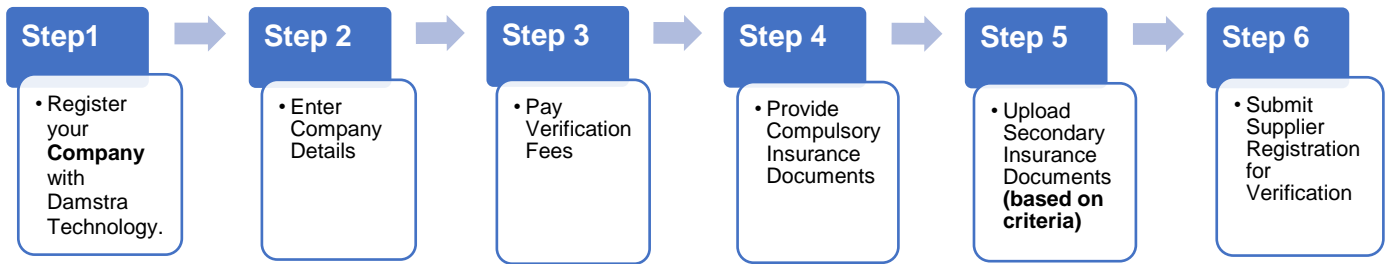 Step1
• Register
your
Company
with
Damstra
Technology.
Step 2
• Enter
Company
Details
Step 3
• Pay
Verification
Fees
Step 4
• Provide
Compulsory
Insurance
Documents
Step 5
• Upload
Secondary
Insurance
Documents
(based on
criteria)
Step 6
• Submit
Supplier
Registration
for
Verification